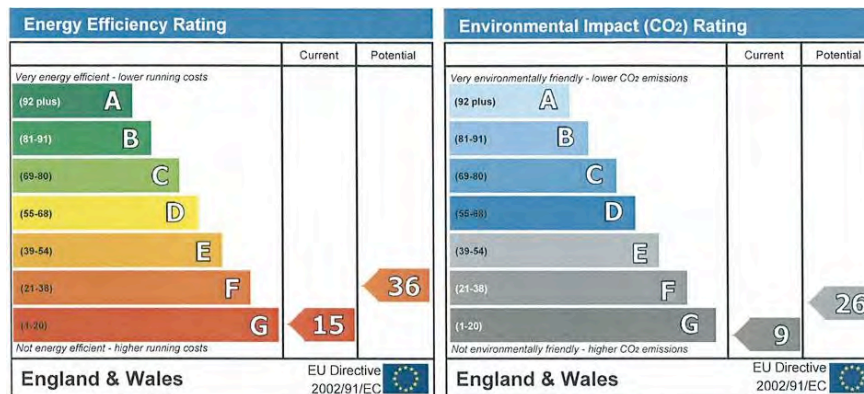 Energy Efficiency Rating
Current Potential
Very energy efficient - lower running costs
(92 plus) A
(81-91) B
(69-80) C
(55-68) D
(39-54) E
(21-38) F
36
(1-20) G
15
Not energy efficient - higher running costs
England & Wales
EU Directive
2002/91/EC
Environmental Impact (CO2) Rating
Current Potential
Very environmentally friendly - lower CO2 emissions
(92 plus) A
(81-91) B
(69-80) C
(55-68) D
(39-54) E
(21-38) F
26
(1-20) G
9
Not environmentally friendly - higher CO2 emissions
England & Wales
EU Directive
2002/91/EC